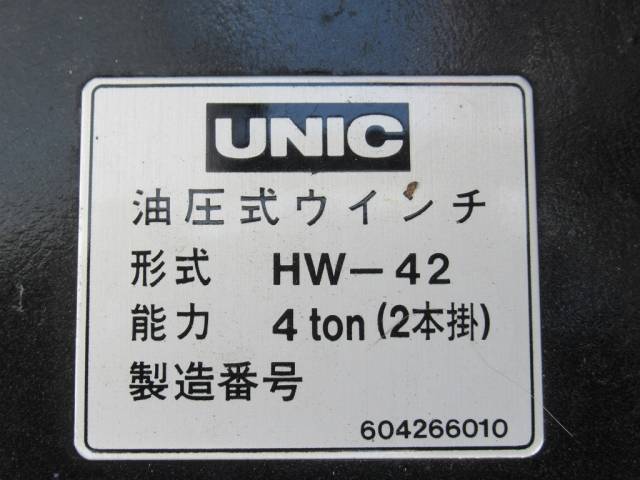 UNIC
油圧式ウインチ
形式 HW-42
能力 4 ton (2本掛)
製造番号
604266010